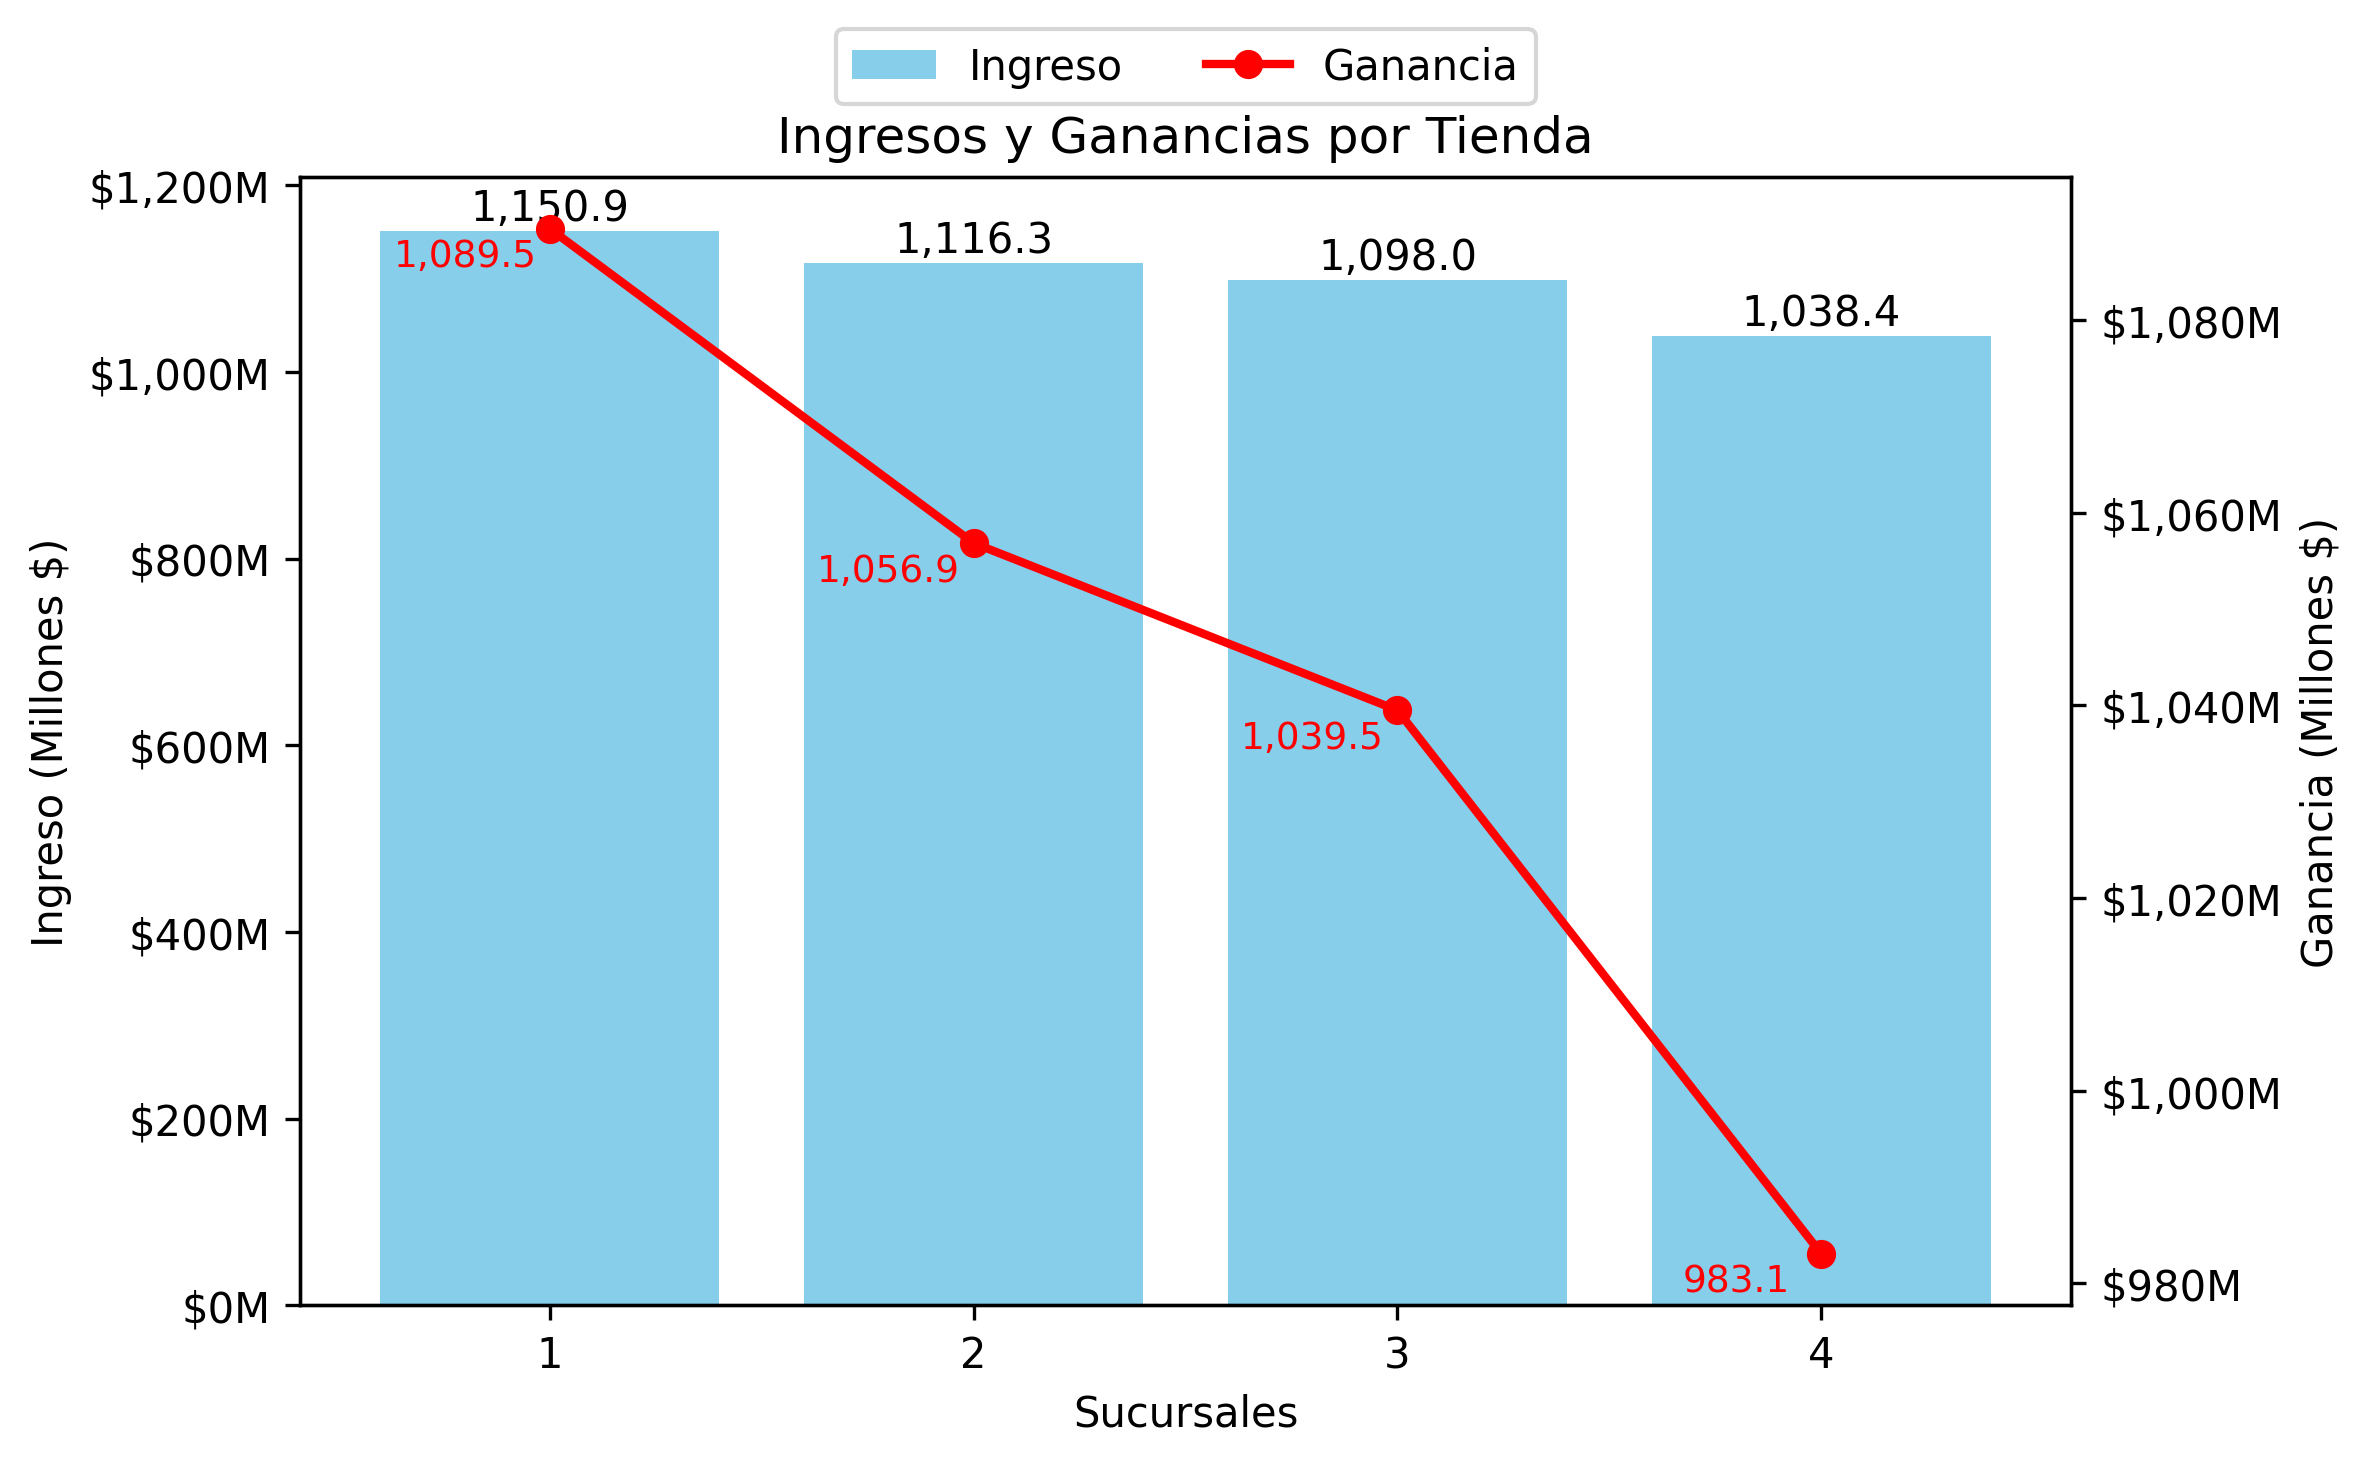 Ingreso Ganancia
Ingresos y Ganancias por Tienda
$1,200M
$1,000M
$800M
$600M
$400M
$200M
$0M
Ingreso (Millones $)
1,150.9
1,116.3
1,098.0
1,038.4
1,089.5
1,056.9
1,039.5
983.1
$1,080M
$1,060M
$1,040M
$1,020M
$1,000M
$980M
Ganancia (Millones $)
1 2 3 4
Sucursales